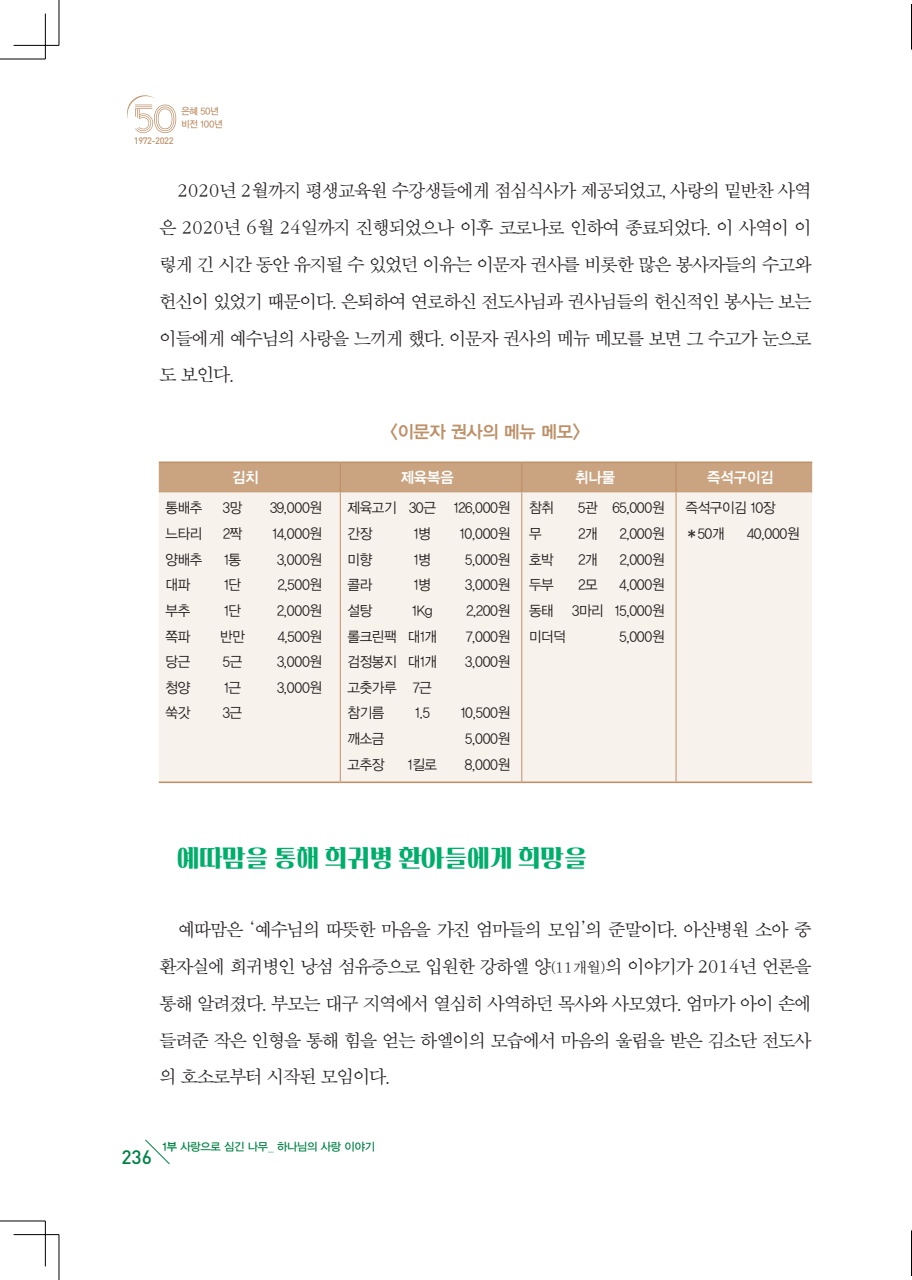 50
은혜 50년
비전 100년
1972-2022
2020년 2월까지 평생교육원 수강생들에게 점심식사가 제공되었고, 사랑의 밑반찬 사역
은 2020년 6월 24일까지 진행되었으나 이후 코로나로 인하여 종료되었다. 이 사역이 이
렇게 긴 시간 동안 유지될 수 있었던 이유는 이문자 권사를 비롯한 많은 봉사자들의 수고와
헌신이 있었기 때문이다. 은퇴하여 연로하신 전도사님과 권사님들의 헌신적인 봉사는 보는
이들에게 예수님의 사랑을 느끼게 했다. 이문자 권사의 메뉴 메모를 보면 그 수고가 눈으로
도 보인다.
〈이문자 권사의 메뉴 메모〉
김치 제육복음 취나물 즉석구이김
통배추 3망 39,000원 제육고기 30근 126,000원 참취 5관 65,000원 즉석구이김 10장
느타리 2짝 14,000원 간장 1병 10,000원 무 2개 2,000원 *50개 40,000원
양배추 1통 3,000원 미향 1병 5,000원 호박 2개 2,000원
대파 1단 2,500원 콜라 1병 3,000원 두부 2모 4,000원
부추 1단 2,000원 설탕 1Kg 2,200원 동태 3마리 15,000원
쪽파 반만 4,500원 롤크린팩 대1개 7,000원 미더덕 5,000원
당근 5근 3,000원 검정봉지 대1개 3,000원
청양 1근 3,000원 고춧가루 7근
쑥갓 3근 참기름 1.5 10,500원
깨소금 5,000원
고추장 1킬로 8,000원
예따맘을 통해 희귀병 환아들에게 희망을
예따맘은 ‘예수님의 따뜻한 마음을 가진 엄마들의 모임’의 준말이다. 아산병원 소아 중
환자실에 희귀병인 낭섬 섬유증으로 입원한 강하엘 양(11개월)의 이야기가 2014년 언론을
통해 알려졌다. 부모는 대구 지역에서 열심히 사역하던 목사와 사모였다. 엄마가 아이 손에
들려준 작은 인형을 통해 힘을 얻는 하엘이의 모습에서 마음의 울림을 받은 김소단 전도사
의 호소로부터 시작된 모임이다.
236 1부 사랑으로 심긴 나무_ 하나님의 사랑 이야기